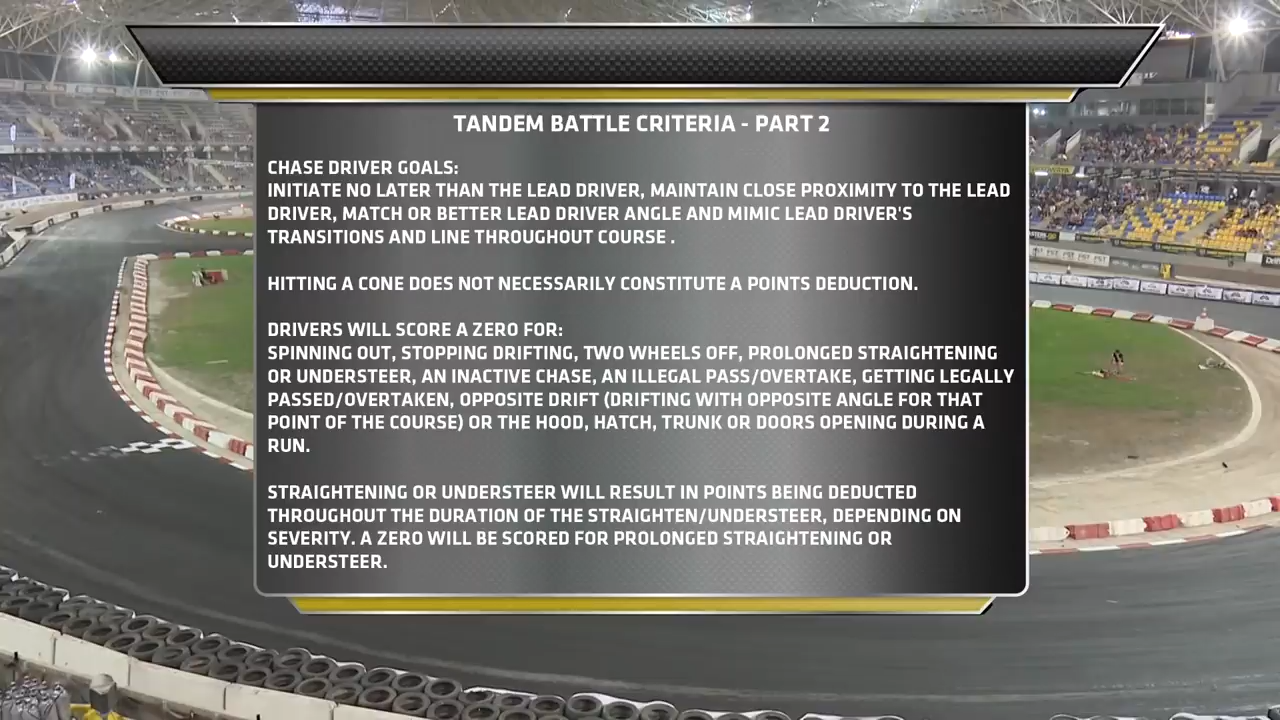 TANDEM BATTLE CRITERIA - PART 2
CHASE DRIVER GOALS:
INITIATE NO LATER THAN THE LEAD DRIVER, MAINTAIN CLOSE PROXIMITY TO THE LEAD
DRIVER, MATCH OR BETTER LEAD DRIVER ANGLE AND MIMIC LEAD DRIVER'S
TRANSITIONS AND LINE THROUGHOUT COURSE .
HITTING A CONE DOES NOT NECESSARILY CONSTITUTE A POINTS DEDUCTION.
DRIVERS WILL SCORE A ZERO FOR:
SPINNING OUT, STOPPING DRIFTING, TWO WHEELS OFF, PROLONGED STRAIGHTENING
OR UNDERSTEER, AN INACTIVE CHASE, AN ILLEGAL PASS/OVERTAKE, GETTING LEGALLY
PASSED/OVERTAKEN, OPPOSITE DRIFT (DRIFTING WITH OPPOSITE ANGLE FOR THAT
POINT OF THE COURSE) OR THE HOOD, HATCH, TRUNK OR DOORS OPENING DURING A
RUN.
STRAIGHTENING OR UNDERSTEER WILL RESULT IN POINTS BEING DEDUCTED
THROUGHOUT THE DURATION OF THE STRAIGHTEN/UNDERSTEER, DEPENDING ON
SEVERITY. A ZERO WILL BE SCORED FOR PROLONGED STRAIGHTENING OR
UNDERSTEER.